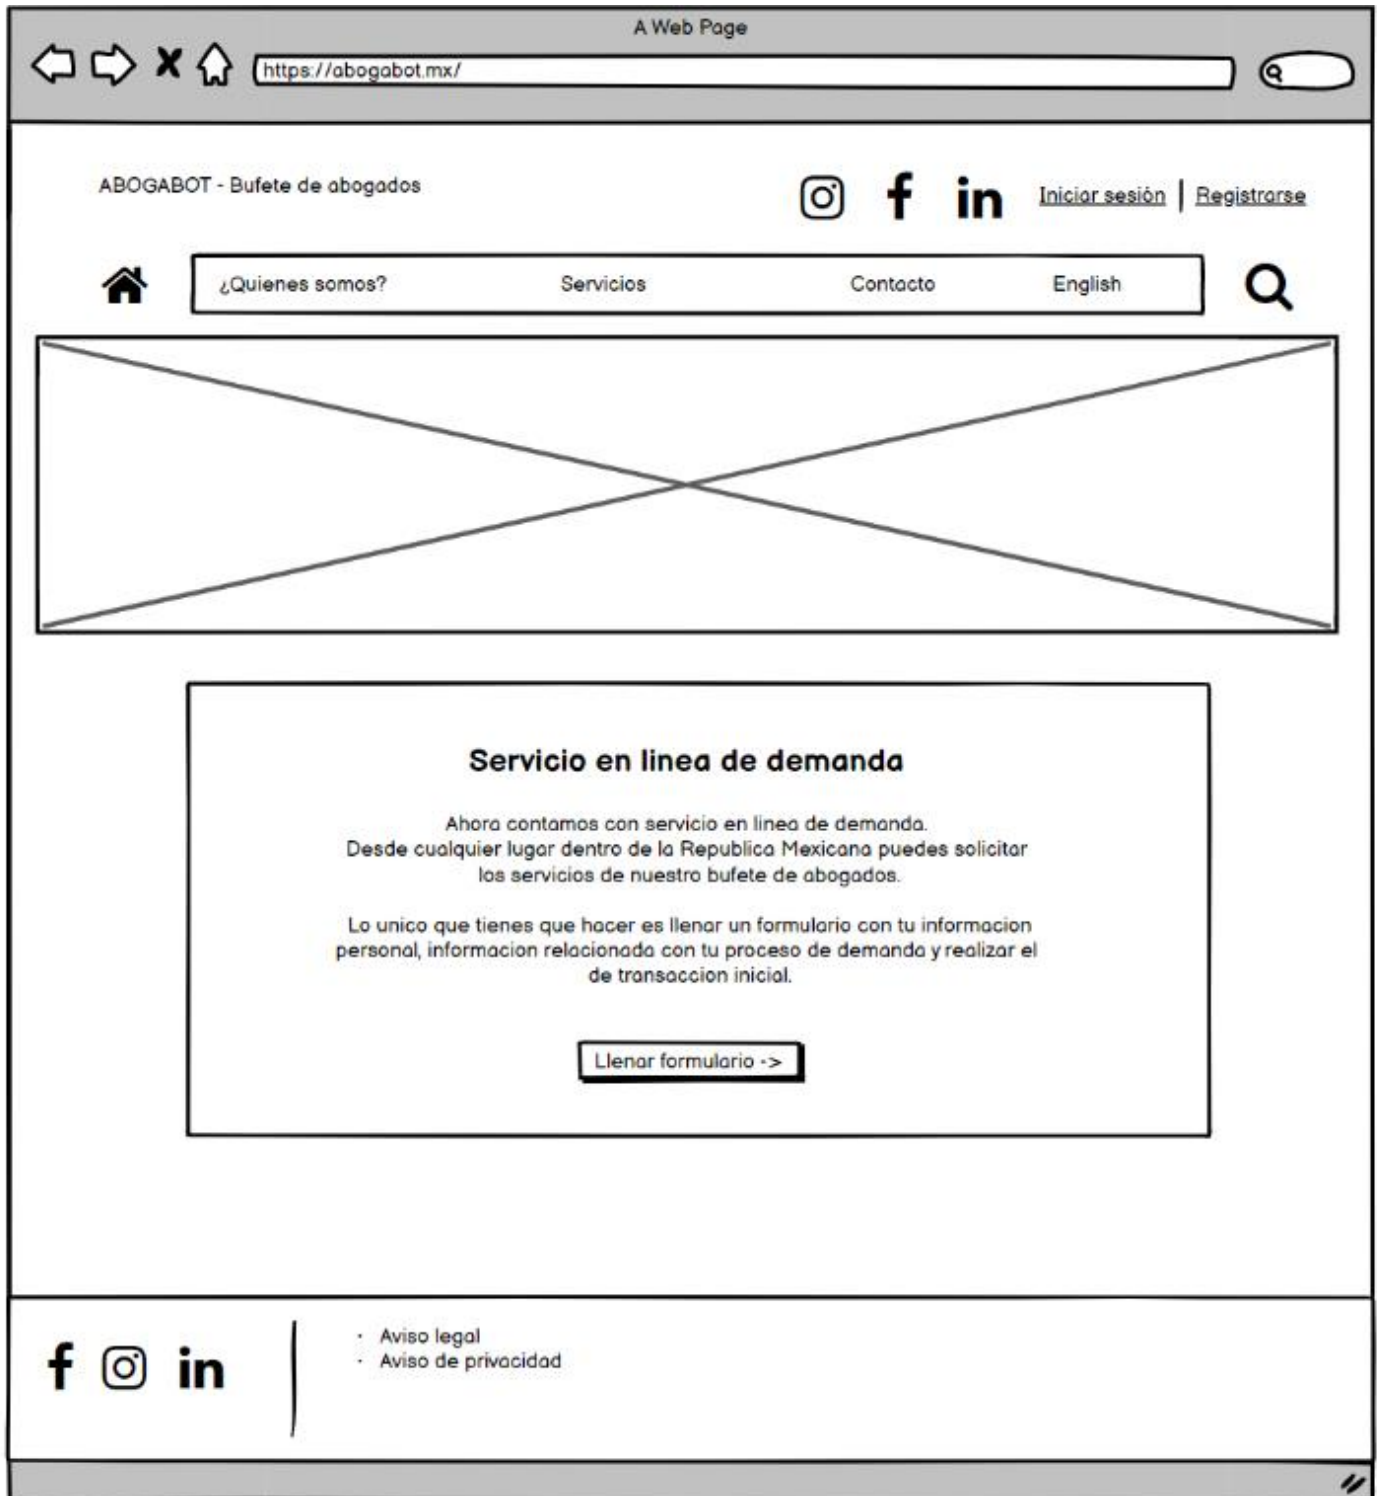 A Web Page
https://abogabot.mx/
ABOGABOT - Bufete de abogados
Iniciar sesión | Registrarse
¿Quienes somos? Servicios Contacto English
Servicio en linea de demanda
Ahora contamos con servicio en linea de demanda.
Desde cualquier lugar dentro de la Republica Mexicana puedes solicitar
los servicios de nuestro bufete de abogados.
Lo unico que tienes que hacer es llenar un formulario con tu informacion
personal, informacion relacionada con tu proceso de demanda y realizar el
de transaccion inicial.
Llenar formulario ->
· Aviso legal
· Aviso de privacidad